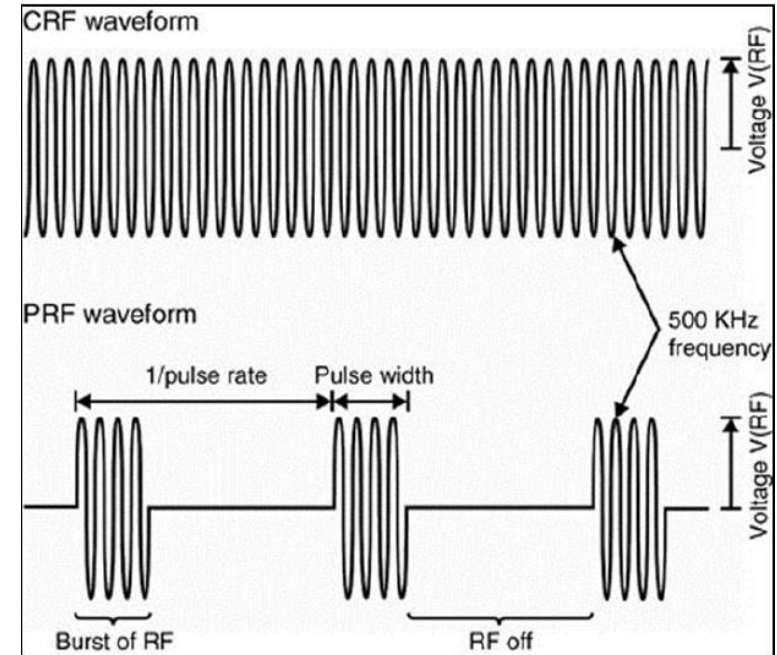 CRF waveform
Voltage V(RF)
PRF waveform
500 KHz
frequency
1/pulse rate
Pulse width
Voltage V(RF)
Burst of RF
RF off